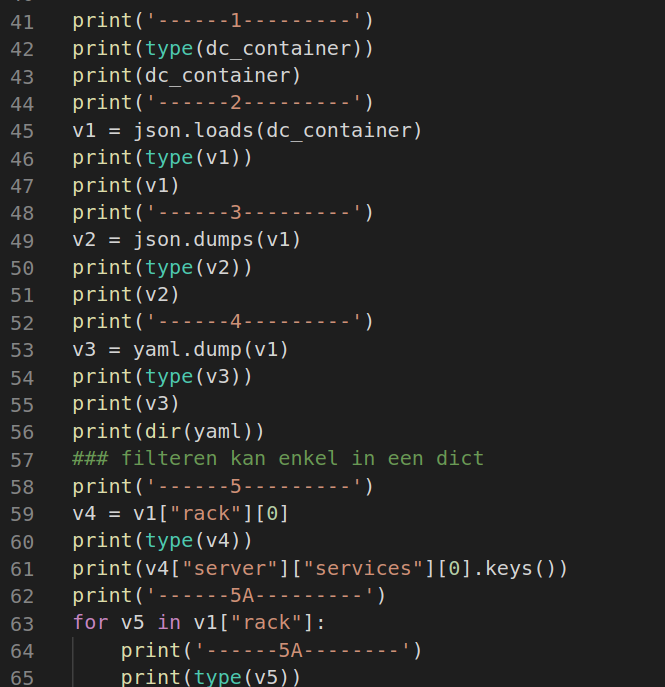 41 print('------1---------')
42 print(type(dc_container))
43 print(dc_container)
44 print('------2---------')
45 v1 = json.loads(dc_container)
46 print(type(v1))
47 print(v1)
48 print('------3---------')
49 v2 = json.dumps(v1)
50 print(type(v2))
51 print(v2)
52 print('------4---------')
53 v3 = yaml.dump(v1)
54 print(type(v3))
55 print(v3)
56 print(dir(yaml))
57 ### filteren kan enkel in een dict
58 print('------5---------')
59 v4 = v1["rack"][0]
60 print(type(v4))
61 print(v4["server"]["services"][0].keys())
62 print('------5A---------')
63 for v5 in v1["rack"]:
64     print('------5A--------')
65     print(type(v5))